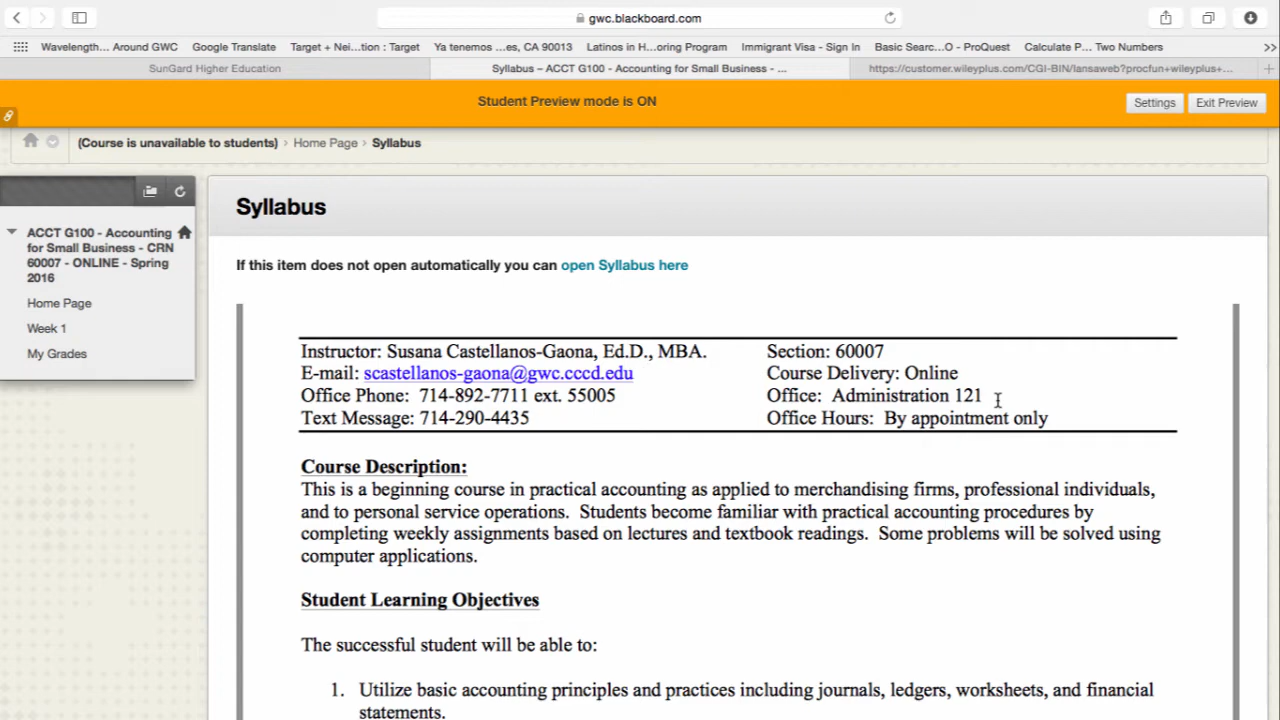 gwc.blackboard.com
Wavelength... Around GWC
Google Translate
Target + Nei...tion : Target
Ya tenemos ...es, CA 90013
Latinos in H...oring Program
Immigrant Visa - Sign In
Basic Searc...O - ProQuest
Calculate P... Two Numbers
SunGard Higher Education
Syllabus – ACCT G100 - Accounting for Small Business - ...
https://customer.wileyplus.com/CGI-BIN/lansaweb?procfun+wileyplus+...
Student Preview mode is ON
Settings
Exit Preview
(Course is unavailable to students) > Home Page > Syllabus
ACCT G100 - Accounting
for Small Business - CRN
60007 - ONLINE - Spring
2016
Home Page
Week 1
My Grades
Syllabus
If this item does not open automatically you can open Syllabus here
Instructor: Susana Castellanos-Gaona, Ed.D., MBA.
Section: 60007
E-mail: scastellanos-gaona@gwc.cccd.edu
Course Delivery: Online
Office Phone: 714-892-7711 ext. 55005
Office: Administration 121
Text Message: 714-290-4435
Office Hours: By appointment only
Course Description:
This is a beginning course in practical accounting as applied to merchandising firms, professional individuals,
and to personal service operations. Students become familiar with practical accounting procedures by
completing weekly assignments based on lectures and textbook readings. Some problems will be solved using
computer applications.
Student Learning Objectives
The successful student will be able to:
1. Utilize basic accounting principles and practices including journals, ledgers, worksheets, and financial
statements.